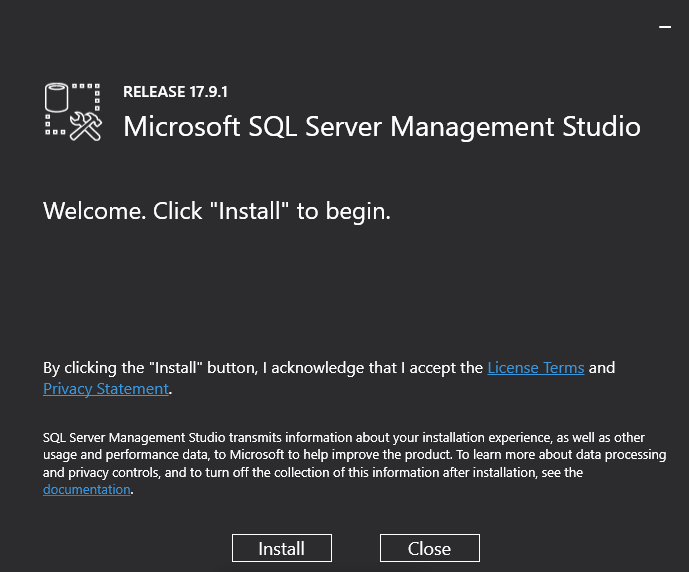 RELEASE 17.9.1
Microsoft SQL Server Management Studio
Welcome. Click "Install" to begin.
By clicking the "Install" button, I acknowledge that I accept the License Terms and
Privacy Statement.
SQL Server Management Studio transmits information about your installation experience, as well as other
usage and performance data, to Microsoft to help improve the product. To learn more about data processing
and privacy controls, and to turn off the collection of this information after installation, see the
documentation.
Install
Close